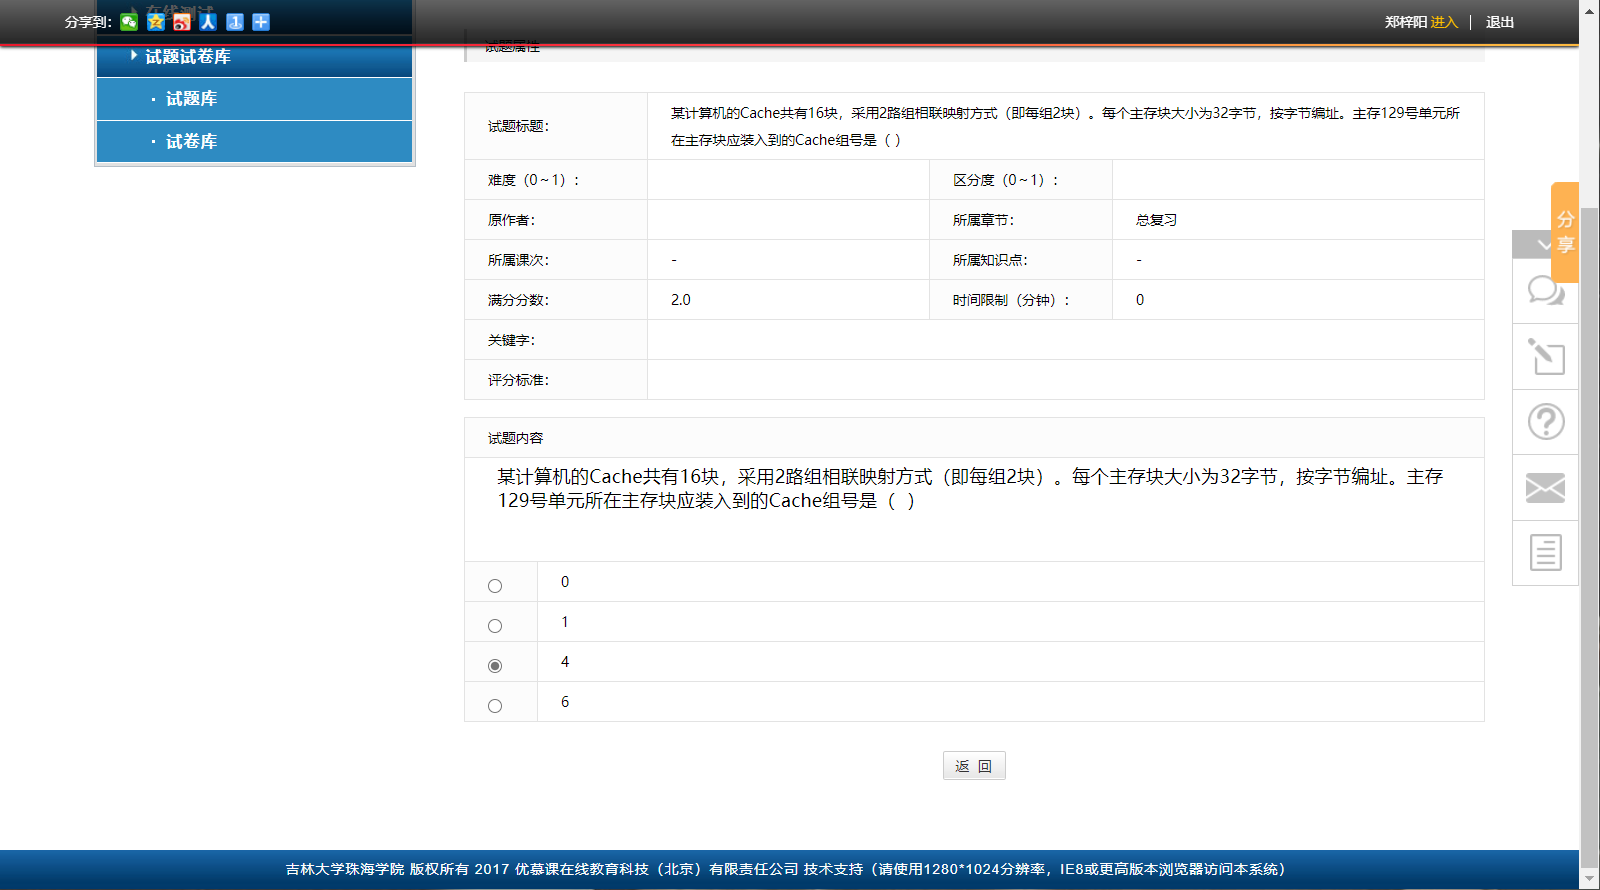 在线测试
分享到：
郑梓阳 进入 | 退出
试题试卷库
· 试题库
· 试卷库
试题属性
试题标题：
某计算机的Cache共有16块，采用2路组相联映射方式（即每组2块）。每个主存块大小为32字节，按字节编址。主存129号单元所
在主存块应装入到的Cache组号是（ ）
难度（0～1）：
区分度（0～1）：
原作者：
所属章节：
总复习
所属课次：
-
所属知识点：
-
满分分数：
2.0
时间限制（分钟）：
0
关键字：
评分标准：
试题内容
某计算机的Cache共有16块，采用2路组相联映射方式（即每组2块）。每个主存块大小为32字节，按字节编址。主存
129号单元所在主存块应装入到的Cache组号是（ ）
0
1
4
6
返 回
分
享
吉林大学珠海学院 版权所有 2017 优慕课在线教育科技（北京）有限责任公司 技术支持（请使用1280*1024分辨率，IE8或更高版本浏览器访问本系统）